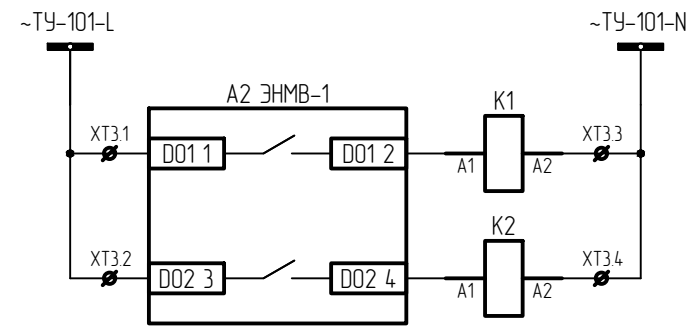 ~ТУ-101-L ~ТУ-101-N
А2 ЭНМВ-1
K1
XT3.1 XT3.3
DO1 1 DO1 2
A1 A2
K2
XT3.2 XT3.4
DO2 3 DO2 4
A1 A2